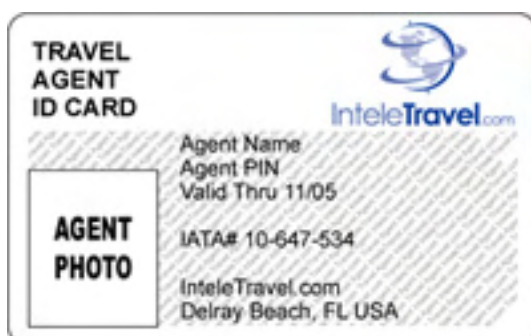 TRAVEL
AGENT
ID CARD
InteleTravel.com
Agent Name
Agent PIN
Valid Thru 11/05
AGENT
PHOTO
IATA# 10-647-534
InteleTravel.com
Delray Beach, FL USA